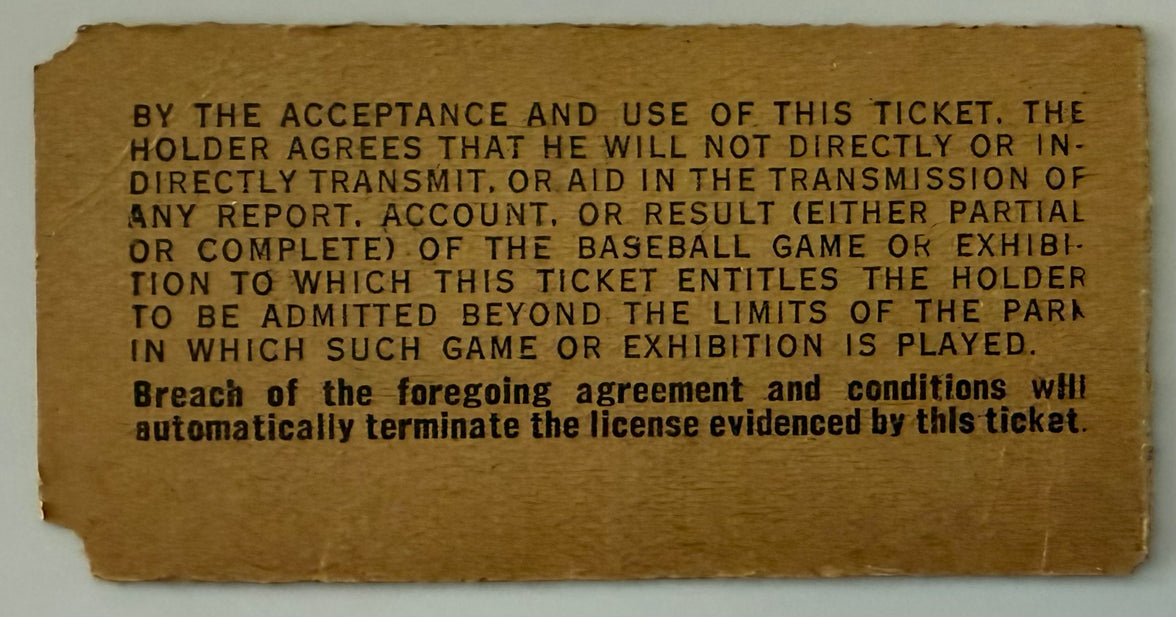 BY THE ACCEPTANCE AND USE OF THIS TICKET. THE
HOLDER AGREES THAT HE WILL NOT DIRECTLY OR IN-
DIRECTLY TRANSMIT, OR AID IN THE TRANSMISSION OF
ANY REPORT, ACCOUNT, OR RESULT (EITHER PARTIAL
OR COMPLETE) OF THE BASEBALL GAME OR EXHIBI-
TION TO WHICH THIS TICKET ENTITLES THE HOLDER
TO BE ADMITTED BEYOND THE LIMITS OF THE PARK
IN WHICH SUCH GAME OR EXHIBITION IS PLAYED.
Breach of the foregoing agreement and conditions will
automatically terminate the license evidenced by this ticket.